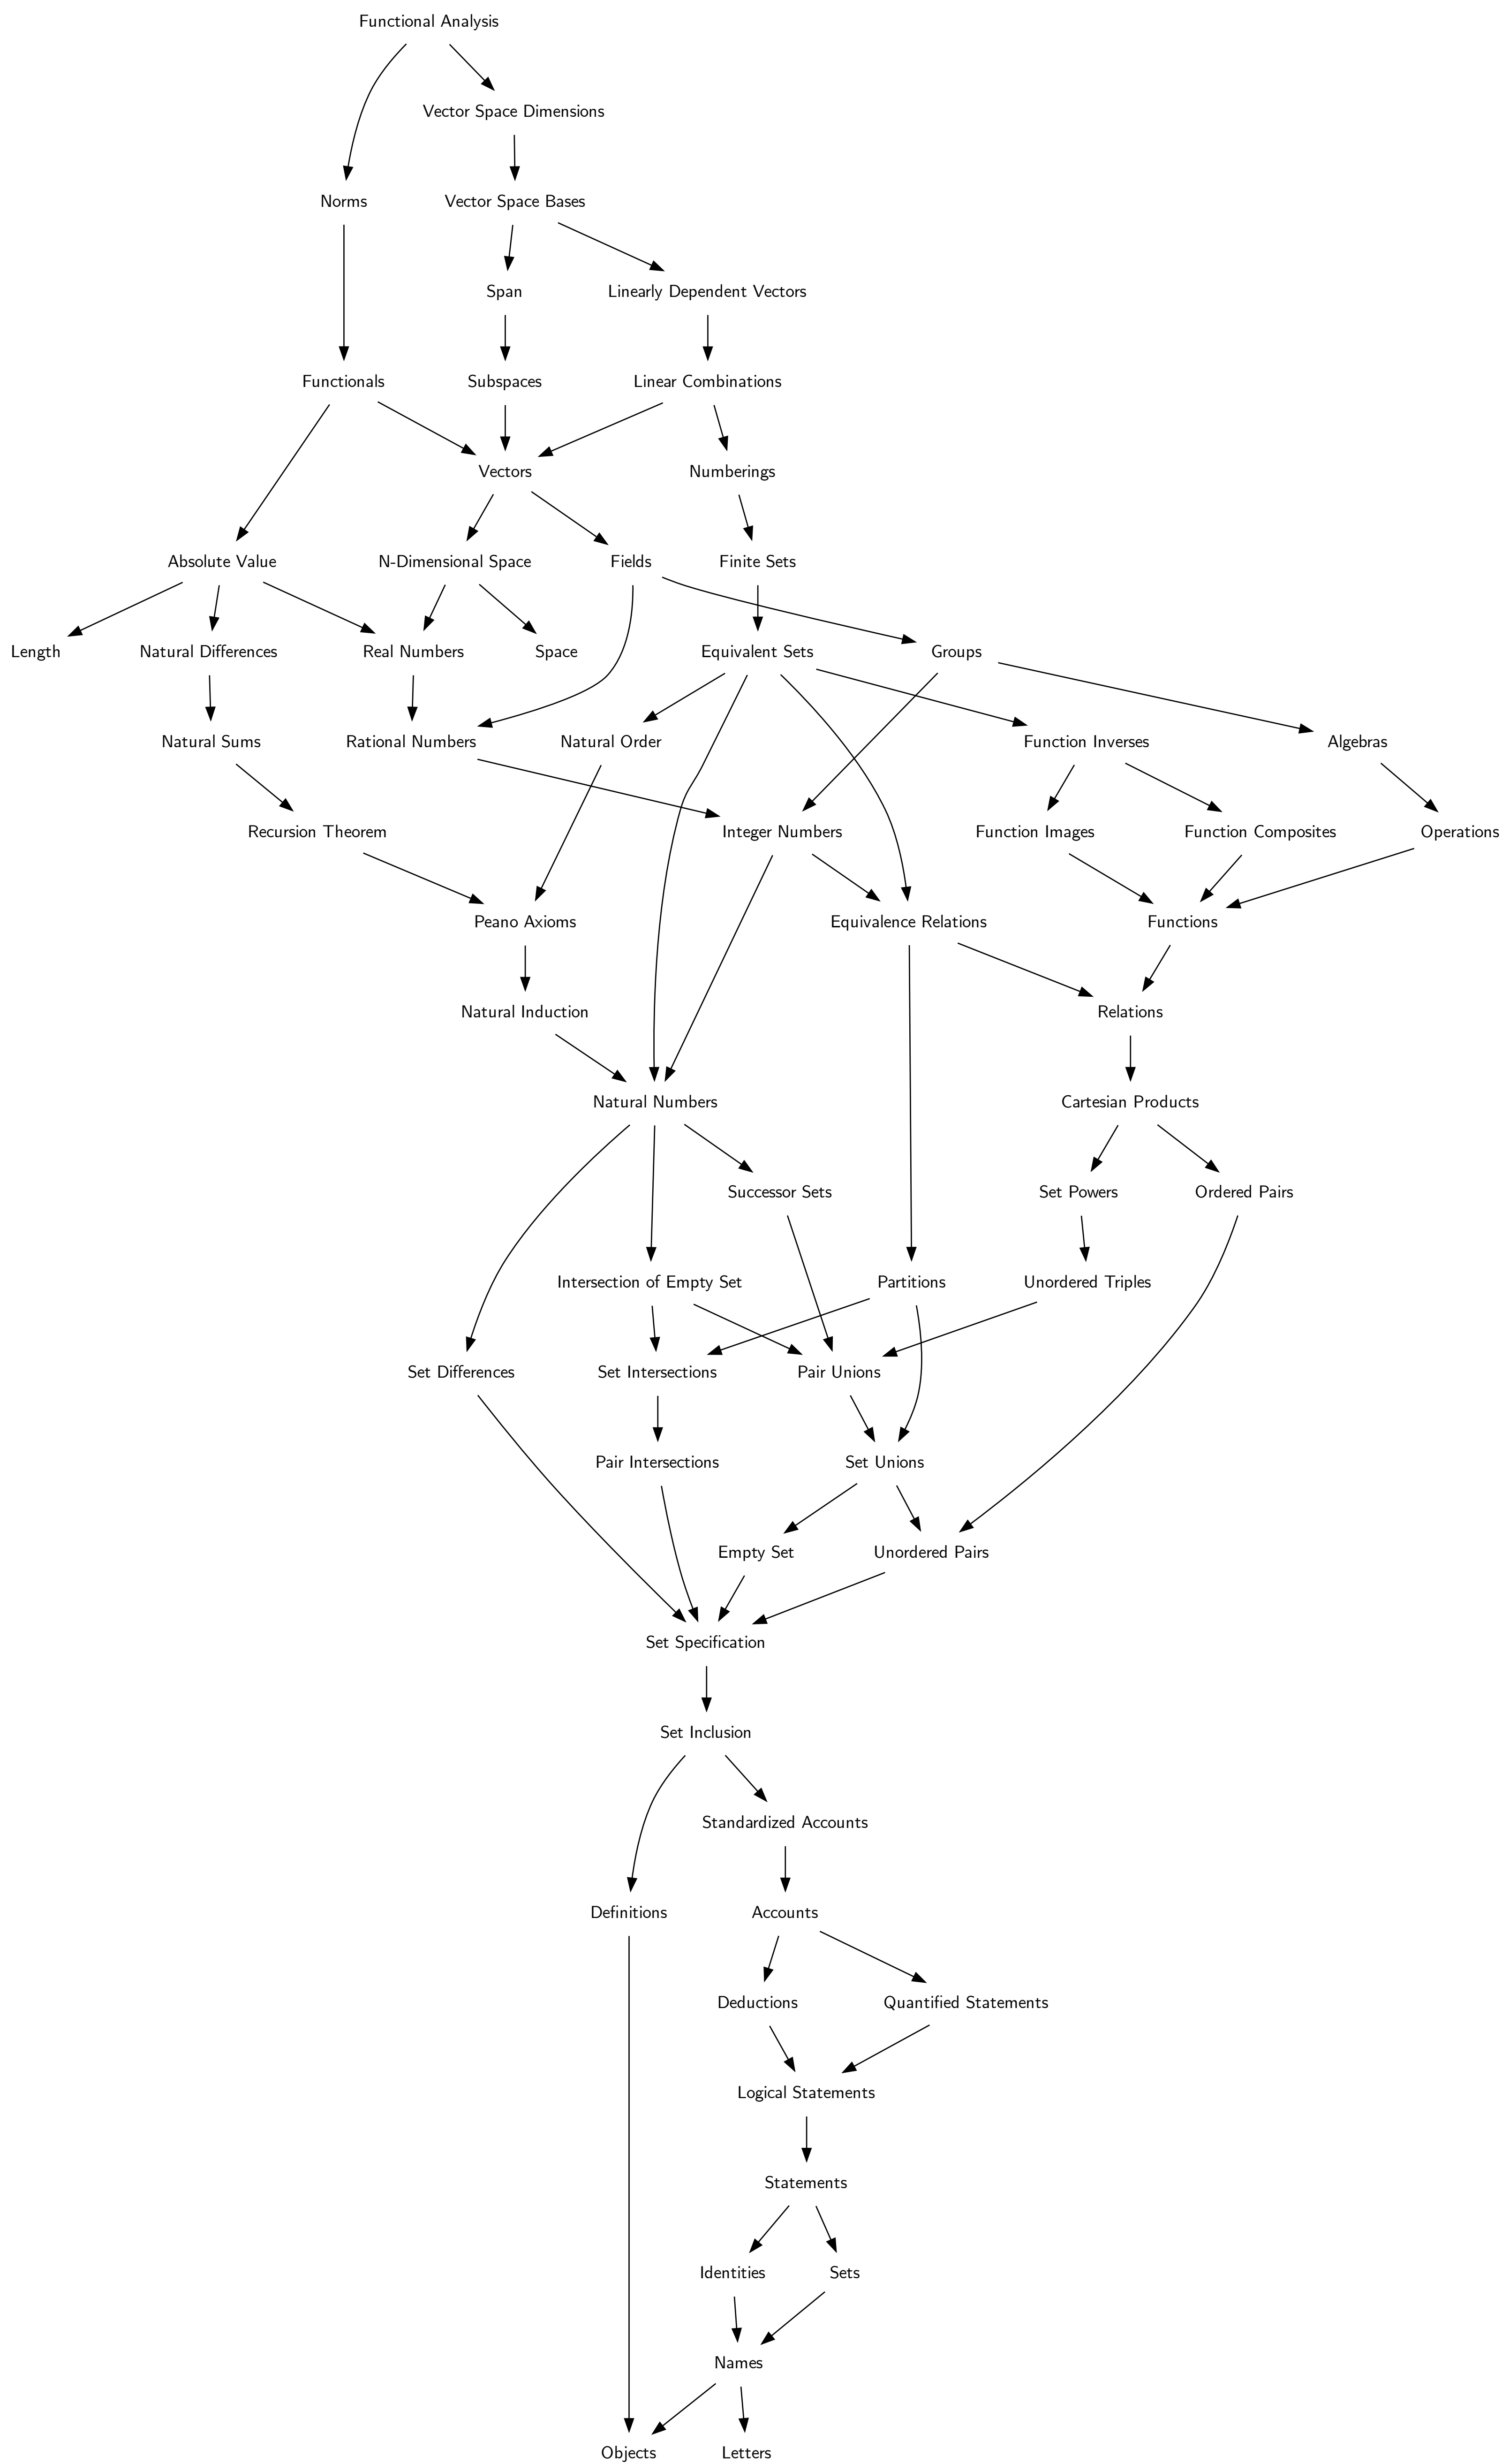 Functional Analysis
Vector Space Dimensions
Norms
Vector Space Bases
Span
Linearly Dependent Vectors
Functionals
Subspaces
Linear Combinations
Vectors
Numberings
Absolute Value
N-Dimensional Space
Fields
Finite Sets
Length
Natural Differences
Real Numbers
Space
Equivalent Sets
Groups
Natural Sums
Rational Numbers
Natural Order
Function Inverses
Algebras
Recursion Theorem
Integer Numbers
Function Images
Function Composites
Operations
Peano Axioms
Equivalence Relations
Functions
Natural Induction
Relations
Natural Numbers
Cartesian Products
Successor Sets
Set Powers
Ordered Pairs
Intersection of Empty Set
Partitions
Unordered Triples
Set Differences
Set Intersections
Pair Unions
Pair Intersections
Set Unions
Empty Set
Unordered Pairs
Set Specification
Set Inclusion
Standardized Accounts
Definitions
Accounts
Deductions
Quantified Statements
Logical Statements
Statements
Identities
Sets
Names
Objects
Letters